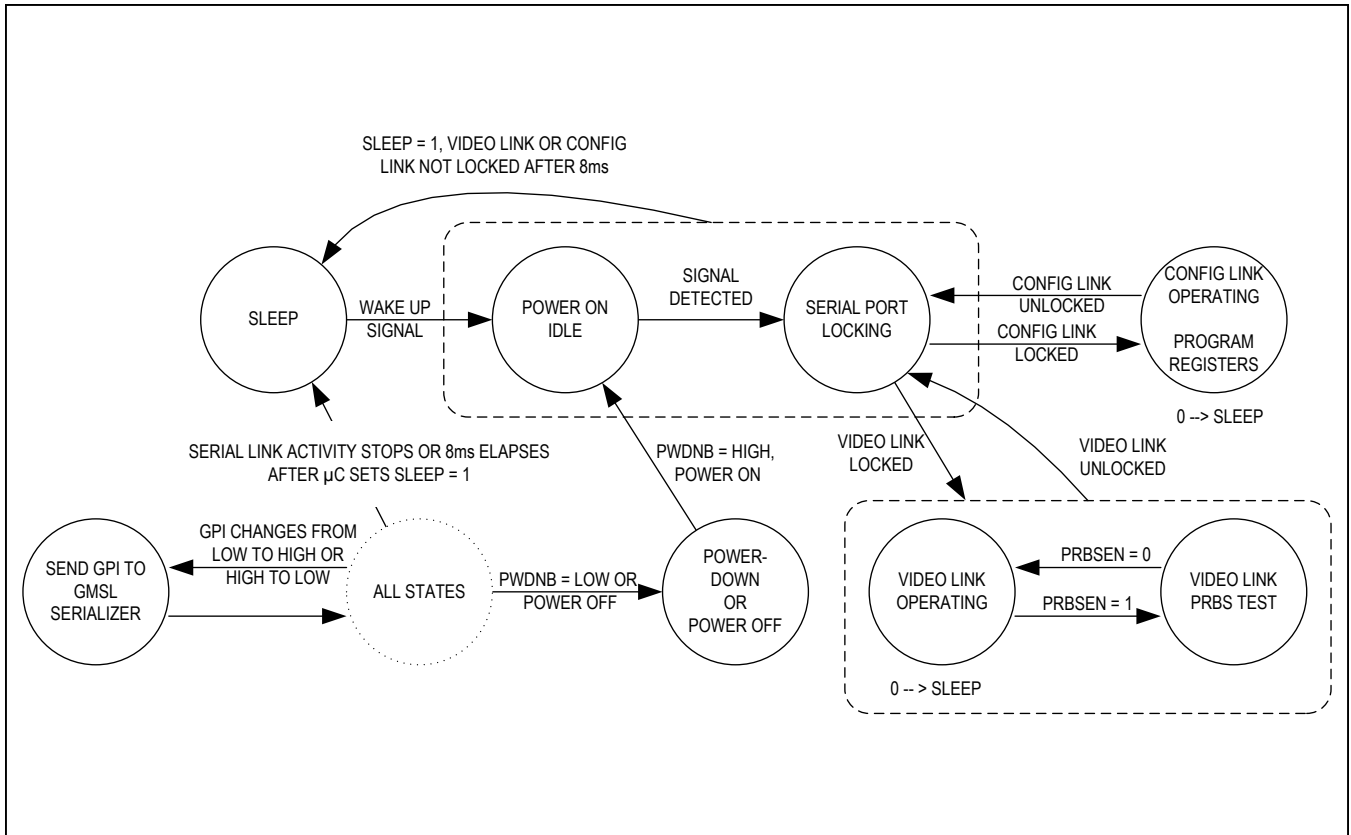 SLEEP = 1, VIDEO LINK OR CONFIG
LINK NOT LOCKED AFTER 8ms
SLEEP
WAKE UP
SIGNAL
POWER ON
IDLE
SIGNAL
DETECTED
SERIAL PORT
LOCKING
CONFIG LINK
UNLOCKED
CONFIG LINK
LOCKED
CONFIG LINK
OPERATING
PROGRAM
REGISTERS
0 --> SLEEP
SERIAL LINK ACTIVITY STOPS OR 8ms ELAPSES
AFTER µC SETS SLEEP = 1
PWDNB = HIGH,
POWER ON
VIDEO LINK
LOCKED
VIDEO LINK
UNLOCKED
SEND GPI TO
GMSL
SERIALIZER
GPI CHANGES FROM
LOW TO HIGH OR
HIGH TO LOW
ALL STATES
PWDNB = LOW OR
POWER OFF
POWER-
DOWN
OR
POWER OFF
VIDEO LINK
OPERATING
PRBSEN = 0
PRBSEN = 1
VIDEO LINK
PRBS TEST
0 -- > SLEEP